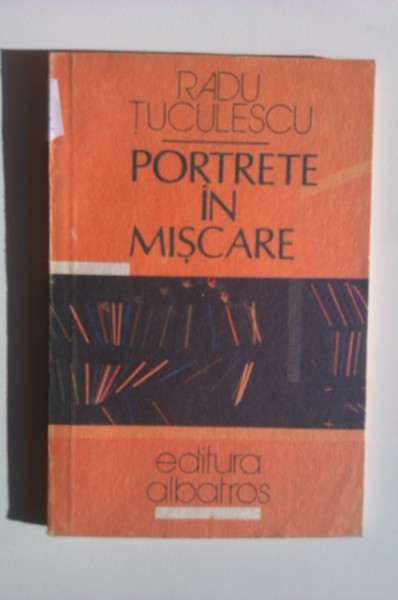 RADU
ȚUCULESCU
PORTRETE
ÎN
MIȘCARE
editura
albatros